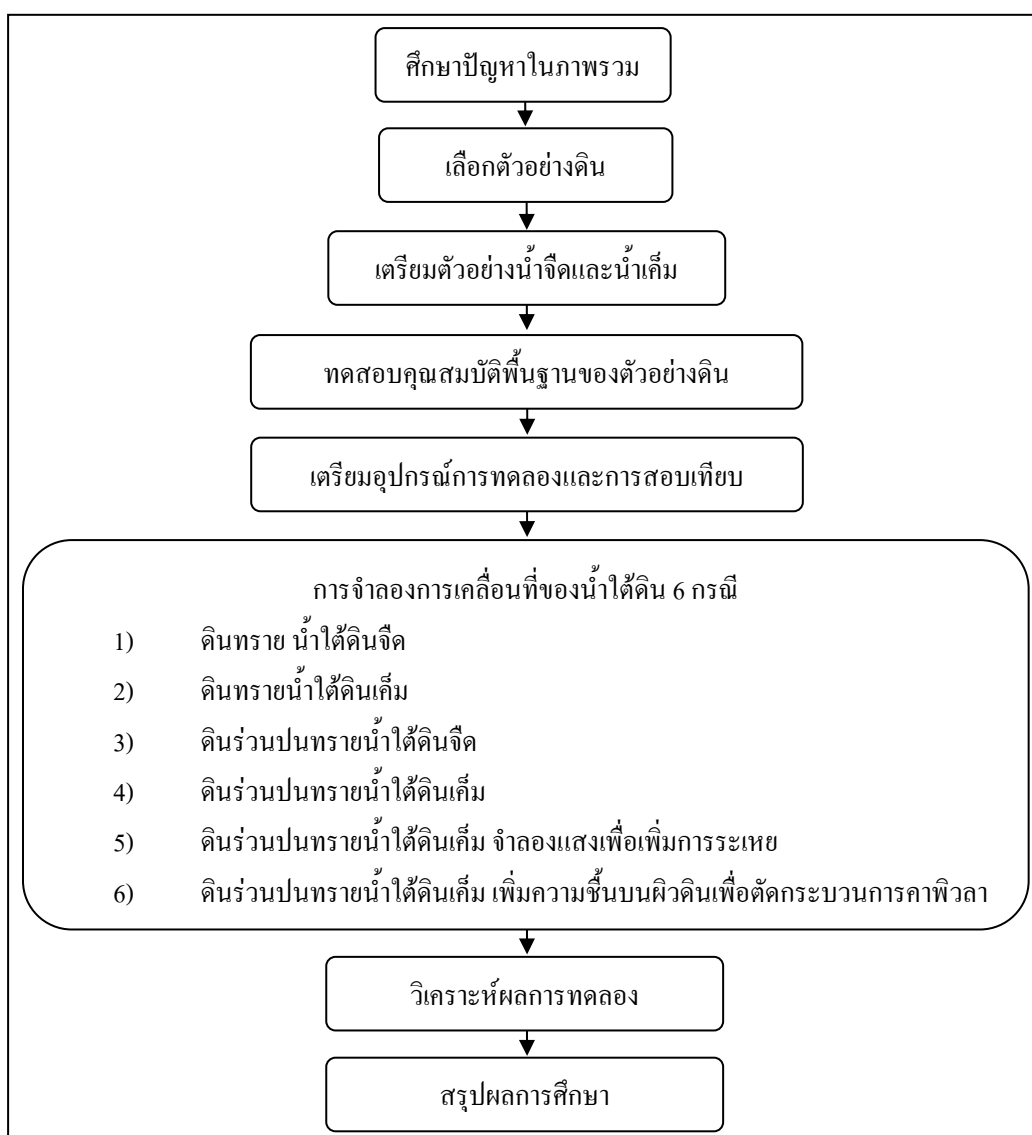 ศึกษาปัญหาในภาพรวม
เลือกตัวอย่างดิน
เตรียมตัวอย่างน้ำจืดและน้ำเค็ม
ทดสอบคุณสมบัติพื้นฐานของตัวอย่างดิน
เตรียมอุปกรณ์การทดลองและการสอบเทียบ
การจำลองการเคลื่อนที่ของน้ำใต้ดิน 6 กรณี
1) ดินทราย น้ำใต้ดินจืด
2) ดินทรายน้ำใต้ดินเค็ม
3) ดินร่วนปนทรายน้ำใต้ดินจืด
4) ดินร่วนปนทรายน้ำใต้ดินเค็ม
5) ดินร่วนปนทรายน้ำใต้ดินเค็ม จำลองแสงเพื่อเพิ่มการระเหย
6) ดินร่วนปนทรายน้ำใต้ดินเค็ม เพิ่มความชื้นบนผิวดินเพื่อตัดกระบวนการคาพิวลา
วิเคราะห์ผลการทดลอง
สรุปผลการศึกษา